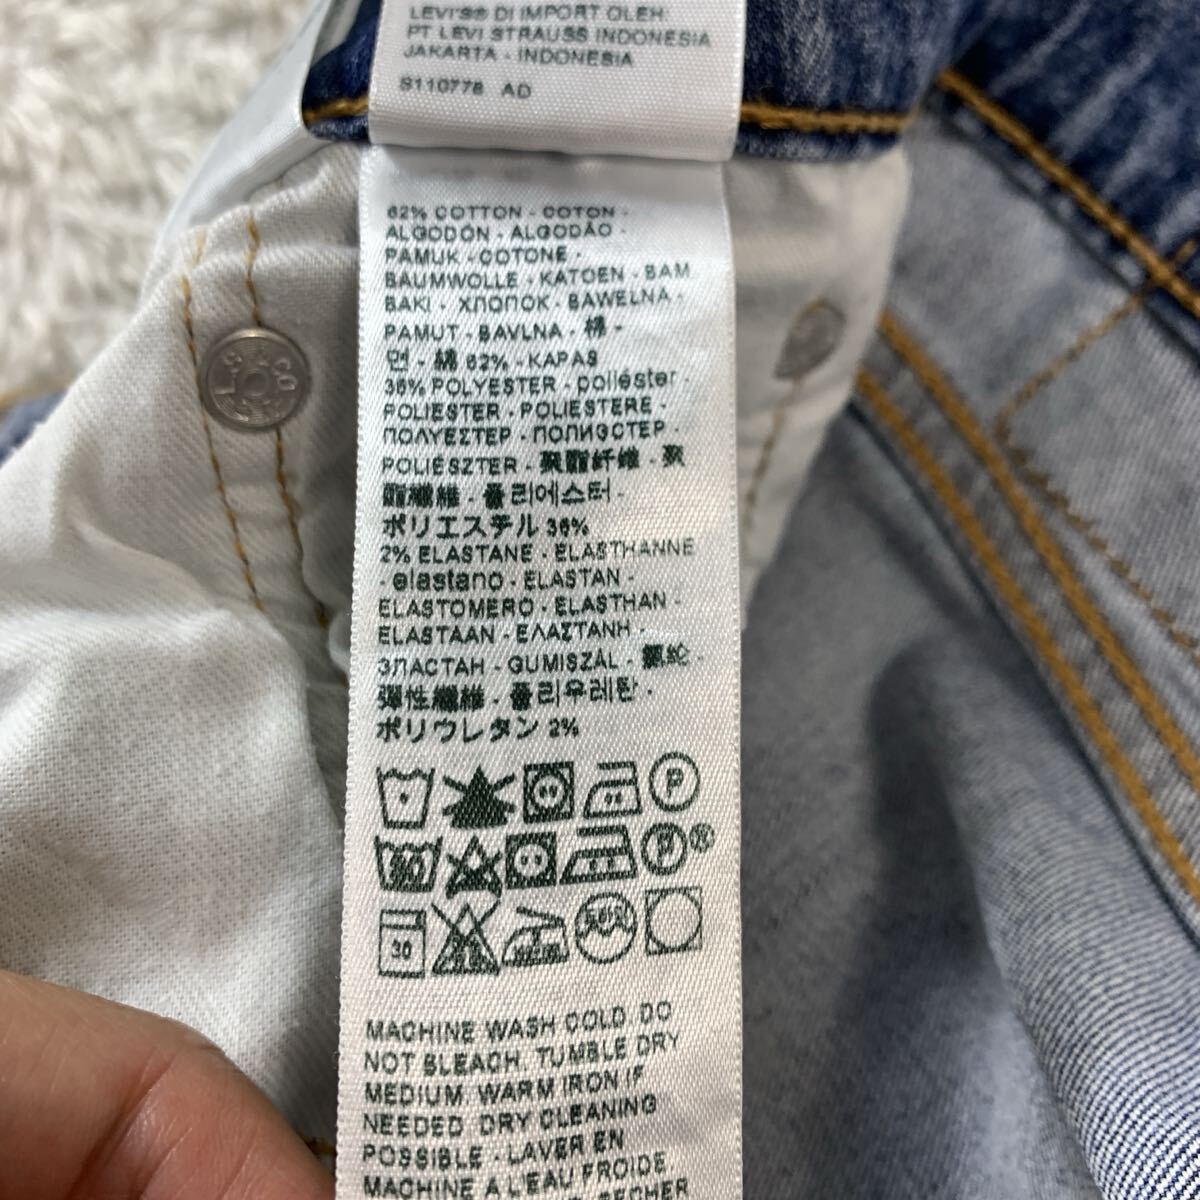 LEVI'S® DI IMPORT OLEH
PT LEVI STRAUSS INDONESIA
JAKARTA - INDONESIA
S110778 AD
62% COTTON - COTON -
ALGODÓN - ALGODÃO -
PAMUK - COTONE -
BAUMWOLLE - KATOEN - BAM
BAKI - ХЛОПОК - BAWEŁNA -
PAMUT - BAVLNA - 棉 -
면 - 綿 62% - KAPAS
36% POLYESTER - poliéster -
POLIESTER - POLIESTERE -
ΠΟΛΥΕΣΤΕΡ - ПОЛИЭСТЕР -
POLIÉSZTER - 聚酯纤维 - 聚
酯纖維 - 폴리에스터 -
ポリエステル 36%
2% ELASTANE - ÉLASTHANNE
- elastano - ELASTAN -
ELASTOMERO - ELASTHAN -
ELASTAAN - ΕΛΑΣΤΑΝΗ -
ЭЛАСТАН - GUMISZÁL - 氨纶 -
彈性纖維 - 폴리우레탄 -
ポリウレタン 2%
P
P ®
30
MACHINE WASH COLD. DO
NOT BLEACH. TUMBLE DRY
MEDIUM. WARM IRON IF
NEEDED. DRY CLEANING
POSSIBLE - LAVER EN
MACHINE A L'EAU FROIDE.
SECHER